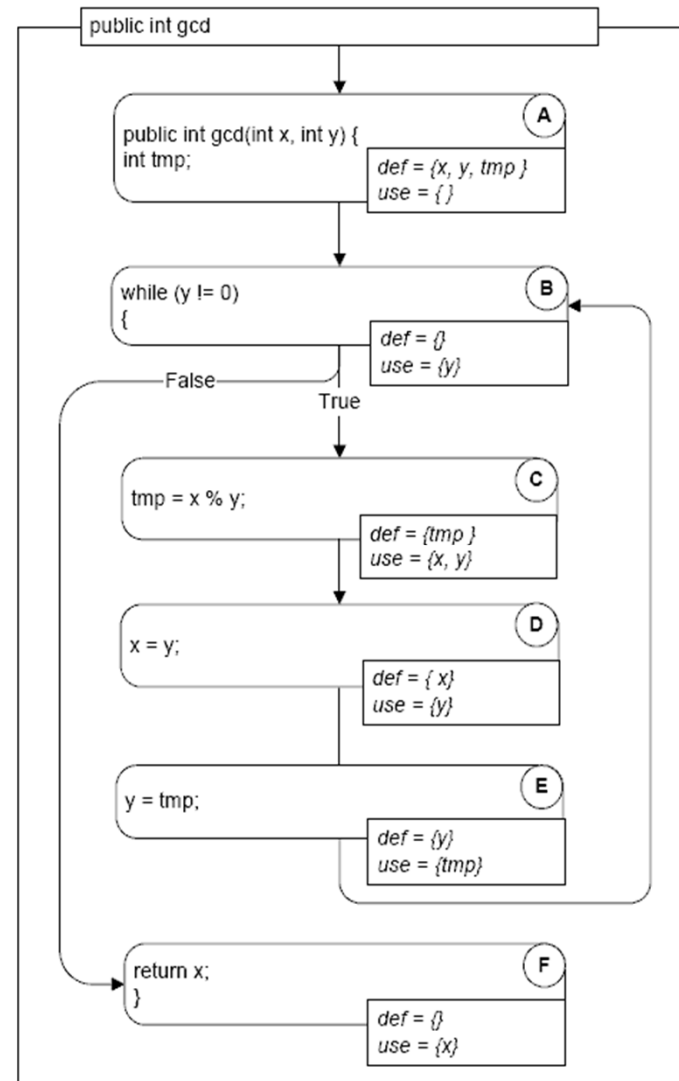 public int gcd
A
public int gcd(int x, int y) {
int tmp;
def = {x, y, tmp }
use = { }
B
while (y != 0)
{
def = {}
use = {y}
False
True
C
tmp = x % y;
def = {tmp }
use = {x, y}
D
x = y;
def = { x}
use = {y}
E
y = tmp;
def = {y}
use = {tmp}
F
return x;
}
def = {}
use = {x}